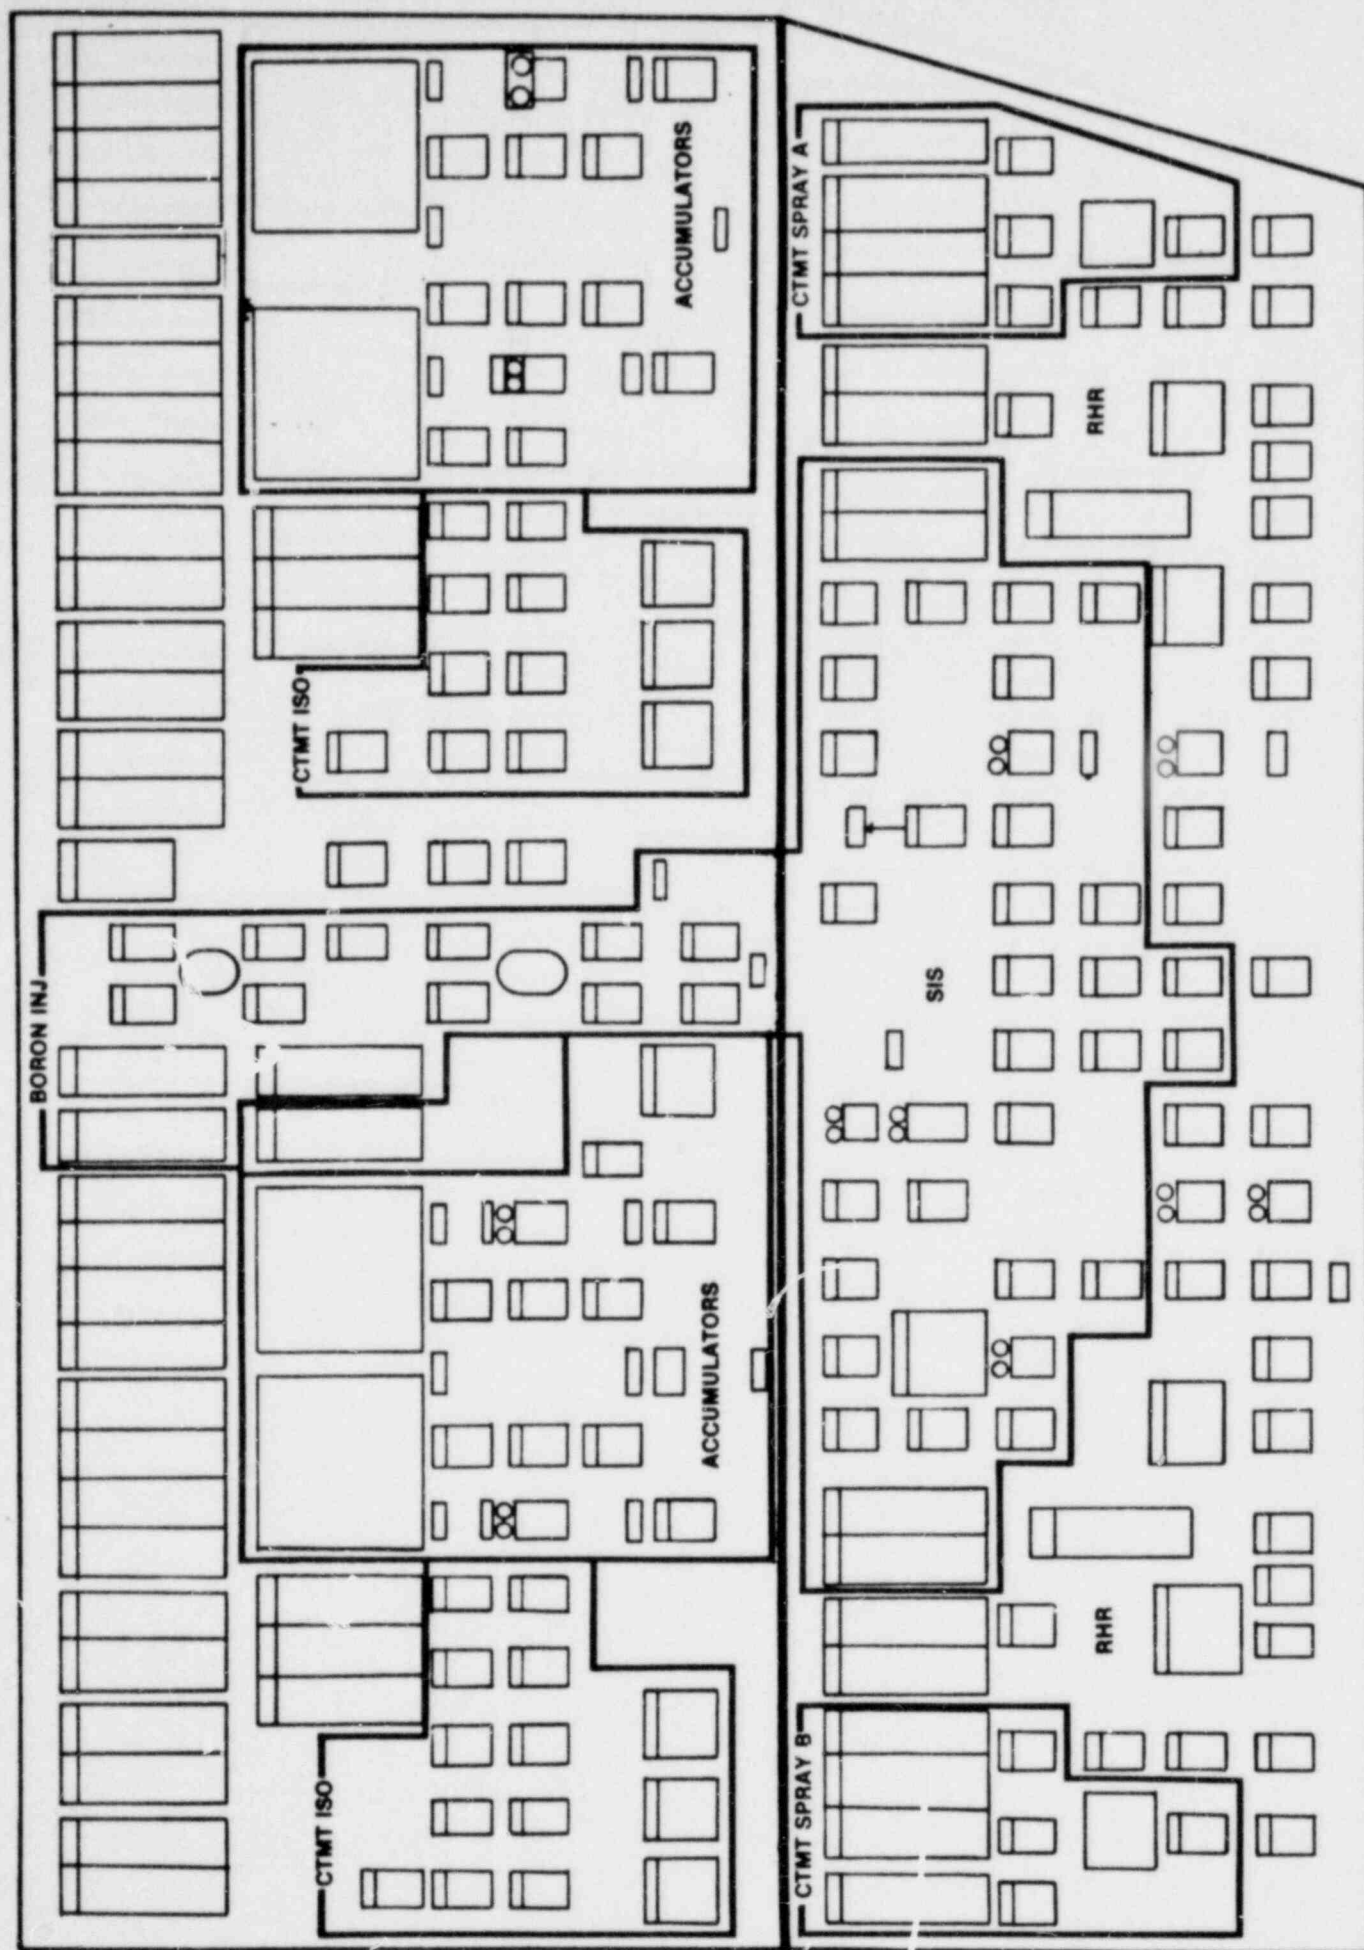 CTMT ISO
ACCUMULATORS
BORON INJ
CTMT ISO
ACCUMULATORS
CTMT SPRAY B
RHR
SIS
RHR
CTMT SPRAY A